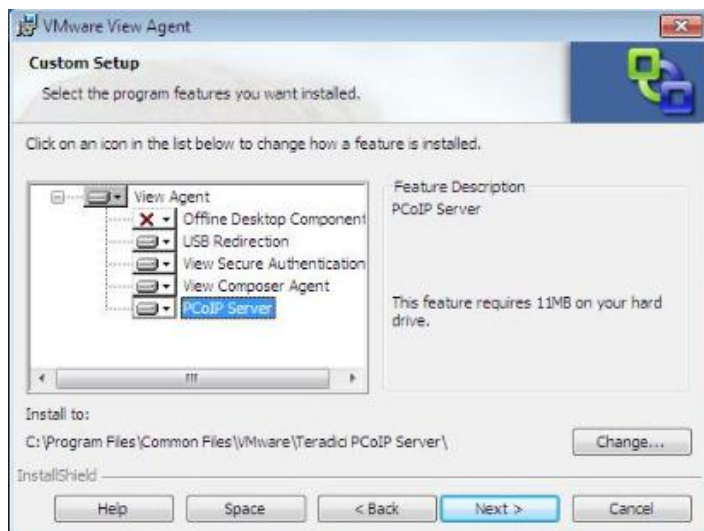 VMware View Agent
Custom Setup
Select the program features you want installed.
Click on an icon in the list below to change how a feature is installed.
View Agent
Offline Desktop Component
USB Redirection
View Secure Authentication
View Composer Agent
PCoIP Server
Feature Description
PCoIP Server
This feature requires 11MB on your hard
drive.
Install to:
C:\Program Files\Common Files\VMware\Teradici PCoIP Server\
Change...
InstallShield
Help
Space
< Back
Next >
Cancel